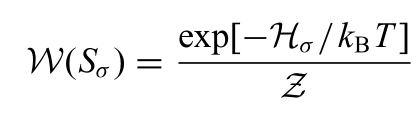 𝒲(S_σ) = exp[−ℋ_σ/k_B T] / 𝒵